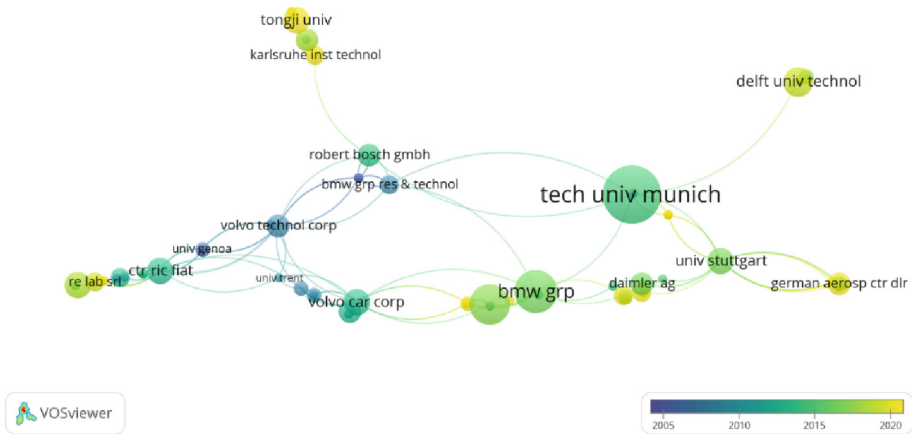 tongji univ
karlsruhe inst technol
delft univ technol
robert bosch gmbh
bmw grp res & technol
tech univ munich
volvo technol corp
univ genoa
univ stuttgart
ctr ric fiat
re lab srl
univ trent
daimler ag
german aerosp ctr dlr
bmw grp
volvo car corp
VOSviewer
2005 2010 2015 2020